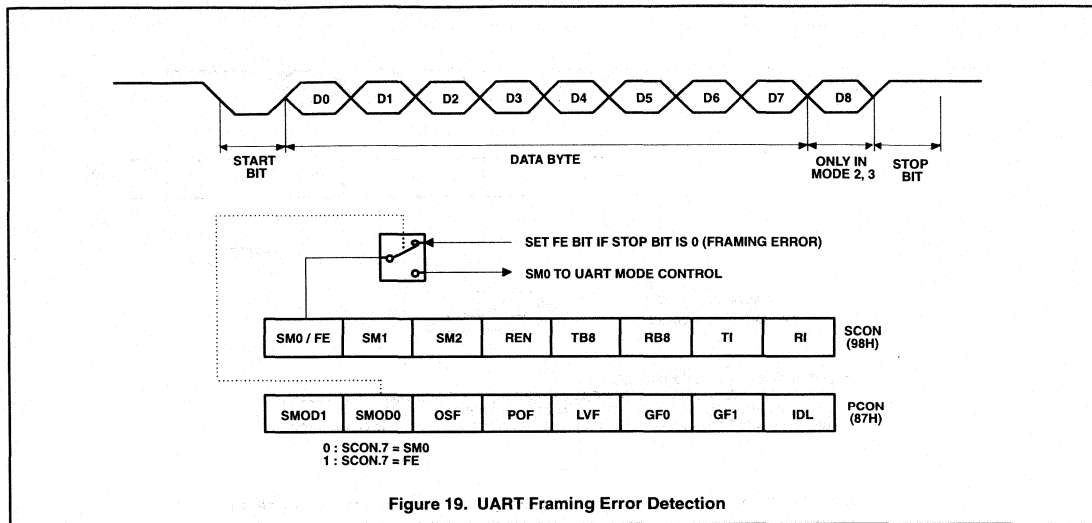 D0 D1 D2 D3 D4 D5 D6 D7 D8
START
BIT
DATA BYTE
ONLY IN
MODE 2, 3
STOP
BIT
SET FE BIT IF STOP BIT IS 0 (FRAMING ERROR)
SM0 TO UART MODE CONTROL
SM0 / FE SM1 SM2 REN TB8 RB8 TI RI
SCON
(98H)
SMOD1 SMOD0 OSF POF LVF GF0 GF1 IDL
PCON
(87H)
0 : SCON.7 = SM0
1 : SCON.7 = FE
Figure 19. UART Framing Error Detection